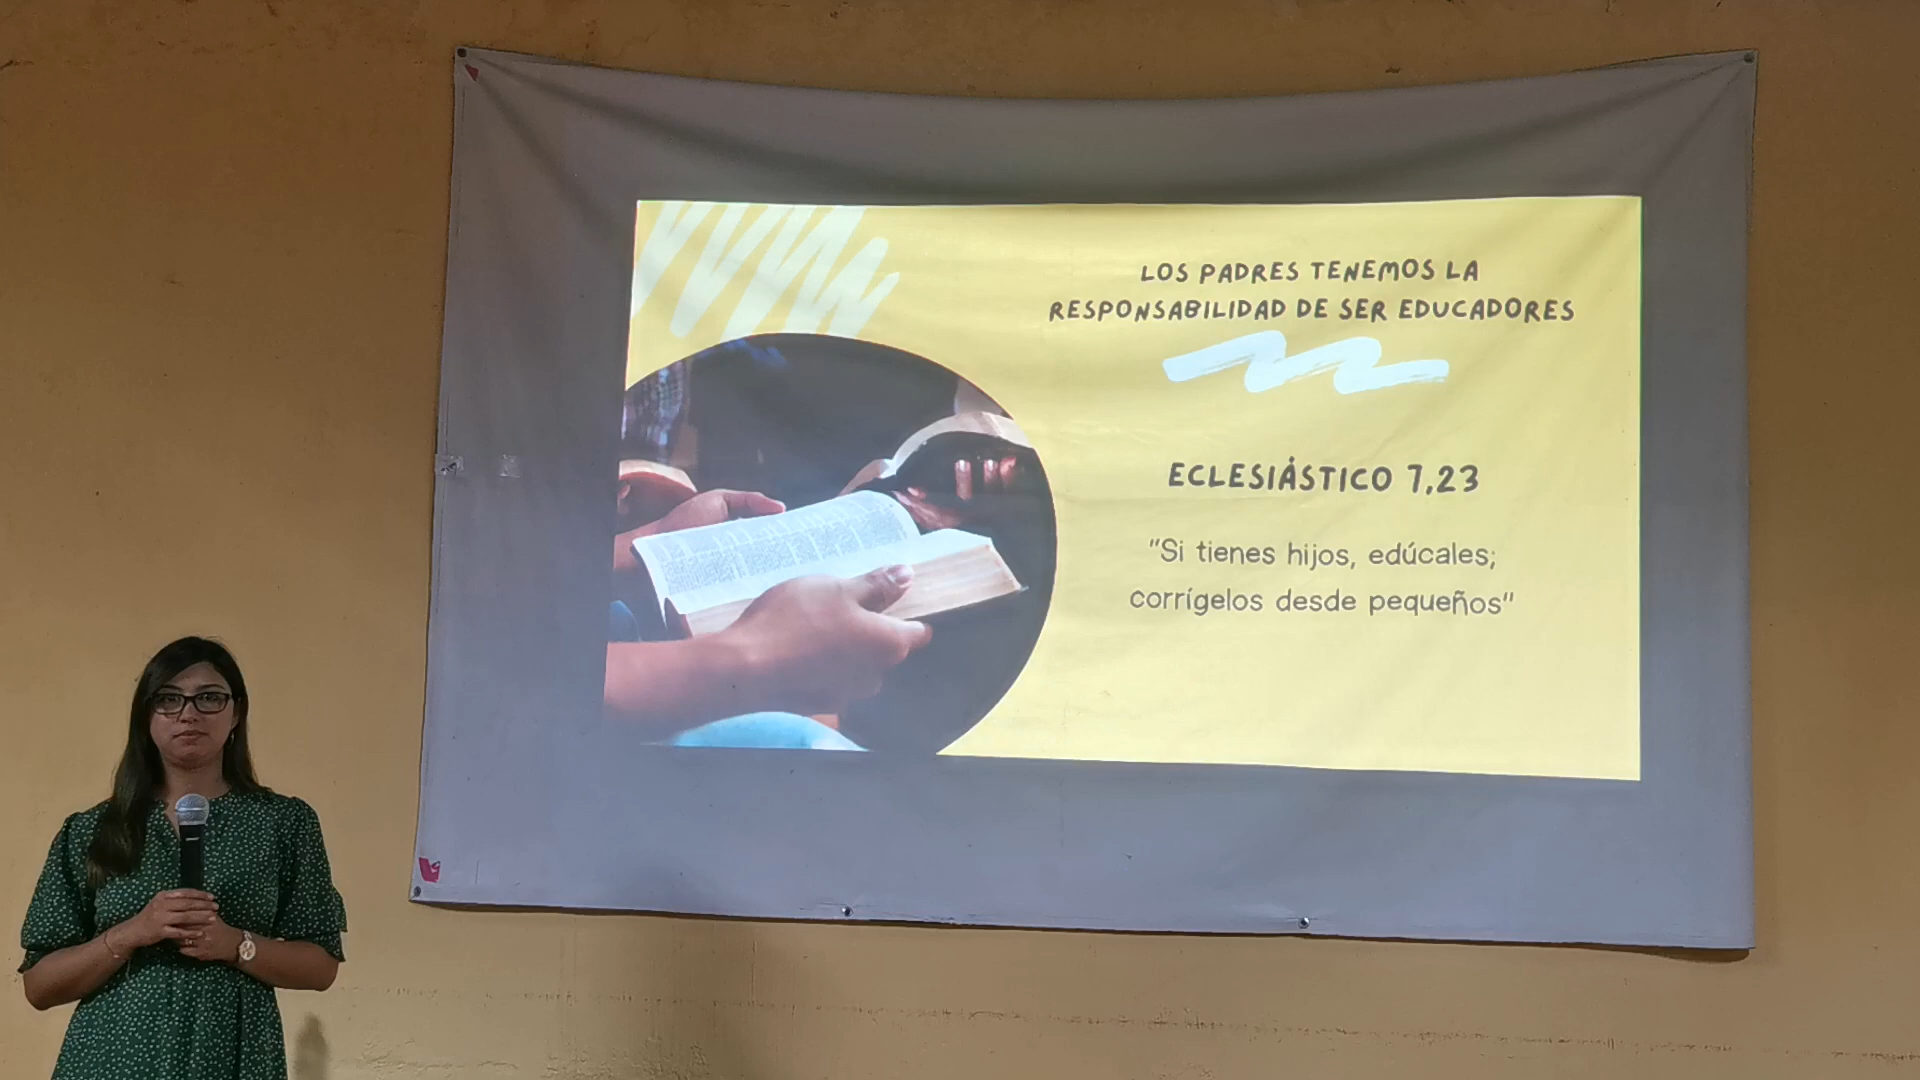 LOS PADRES TENEMOS LA
RESPONSABILIDAD DE SER EDUCADORES
ECLESIÁSTICO 7,23
"Si tienes hijos, edúcales;
corrígelos desde pequeños"